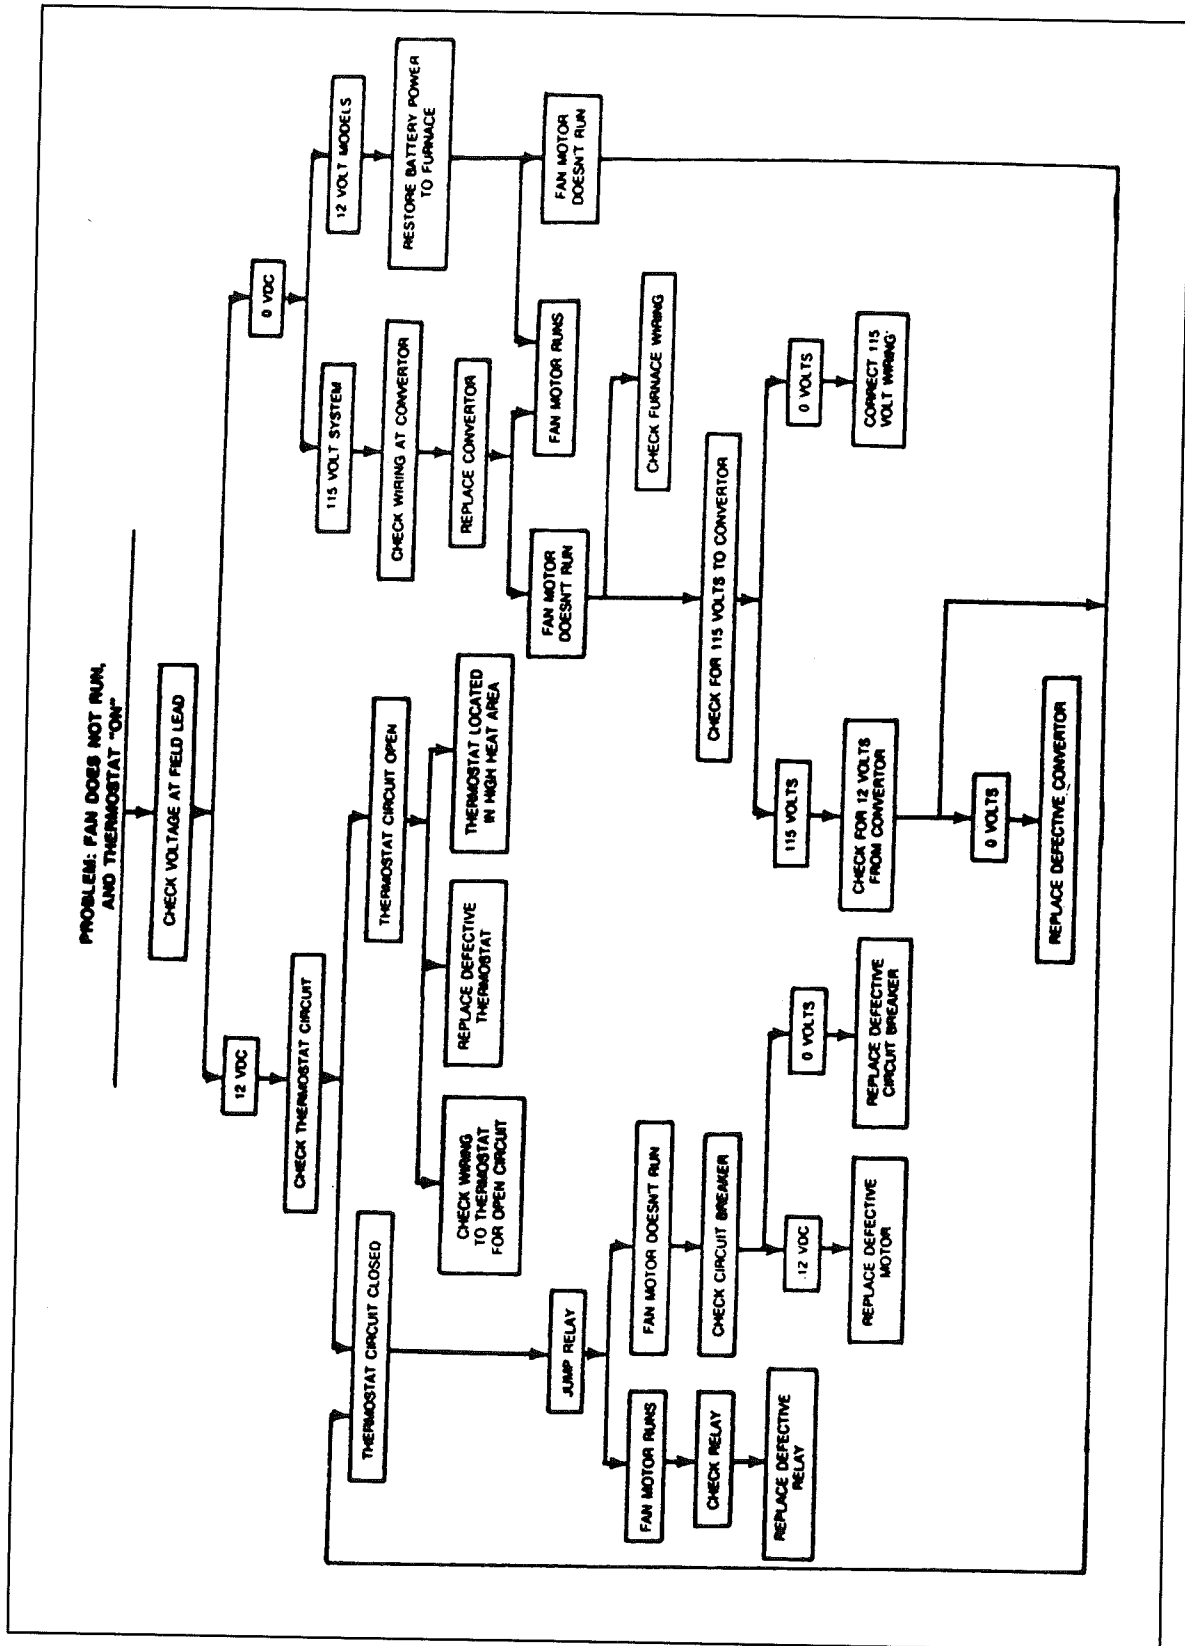 PROBLEM: FAN DOES NOT RUN,
AND THERMOSTAT "ON"
CHECK VOLTAGE AT FIELD LEAD
12 VDC
0 VDC
CHECK THERMOSTAT CIRCUIT
115 VOLT SYSTEM
12 VOLT MODELS
THERMOSTAT CIRCUIT CLOSED
THERMOSTAT CIRCUIT OPEN
CHECK WIRING AT CONVERTOR
RESTORE BATTERY POWER
TO FURNACE
CHECK WIRING
TO THERMOSTAT
FOR OPEN CIRCUIT
REPLACE DEFECTIVE
THERMOSTAT
THERMOSTAT LOCATED
IN HIGH HEAT AREA
REPLACE CONVERTOR
JUMP RELAY
FAN MOTOR
DOESN'T RUN
FAN MOTOR RUNS
FAN MOTOR
DOESN'T RUN
FAN MOTOR RUNS
FAN MOTOR DOESN'T RUN
CHECK FURNACE WIRING
CHECK RELAY
CHECK CIRCUIT BREAKER
CHECK FOR 115 VOLTS TO CONVERTOR
REPLACE DEFECTIVE
RELAY
12 VDC
0 VOLTS
115 VOLTS
0 VOLTS
REPLACE DEFECTIVE
MOTOR
REPLACE DEFECTIVE
CIRCUIT BREAKER
CHECK FOR 12 VOLTS
FROM CONVERTOR
CORRECT 115
VOLT WIRING
0 VOLTS
REPLACE DEFECTIVE CONVERTOR